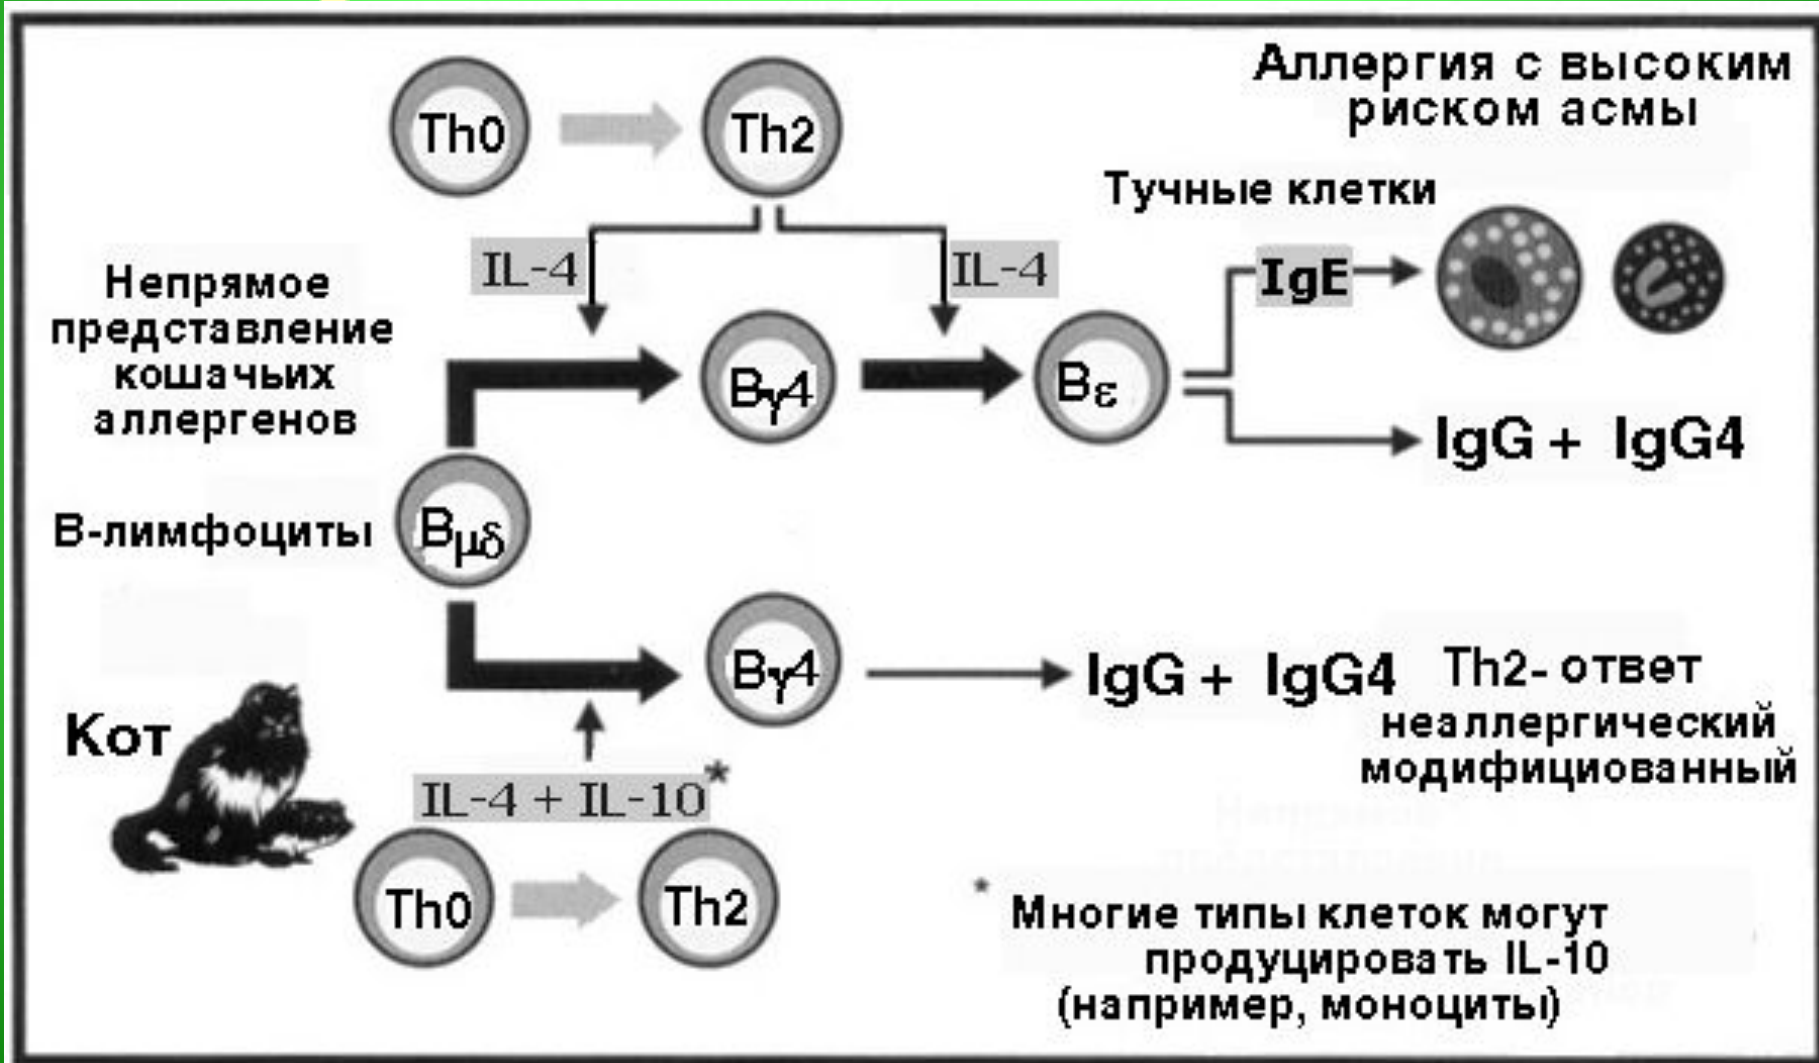 Аллергия с высоким
риском асмы
Th0
Th2
Тучные клетки
IL-4
IL-4
IgE
Непрямое
представление
кошачьих
аллергенов
Bγ4
Bε
IgG + IgG4
В-лимфоциты
Bμδ
Bγ4
IgG + IgG4
Th2- ответ
неаллергический
модифициованный
Кот
IL-4 + IL-10*
Th0
Th2
* Многие типы клеток могут
продуцировать IL-10
(например, моноциты)